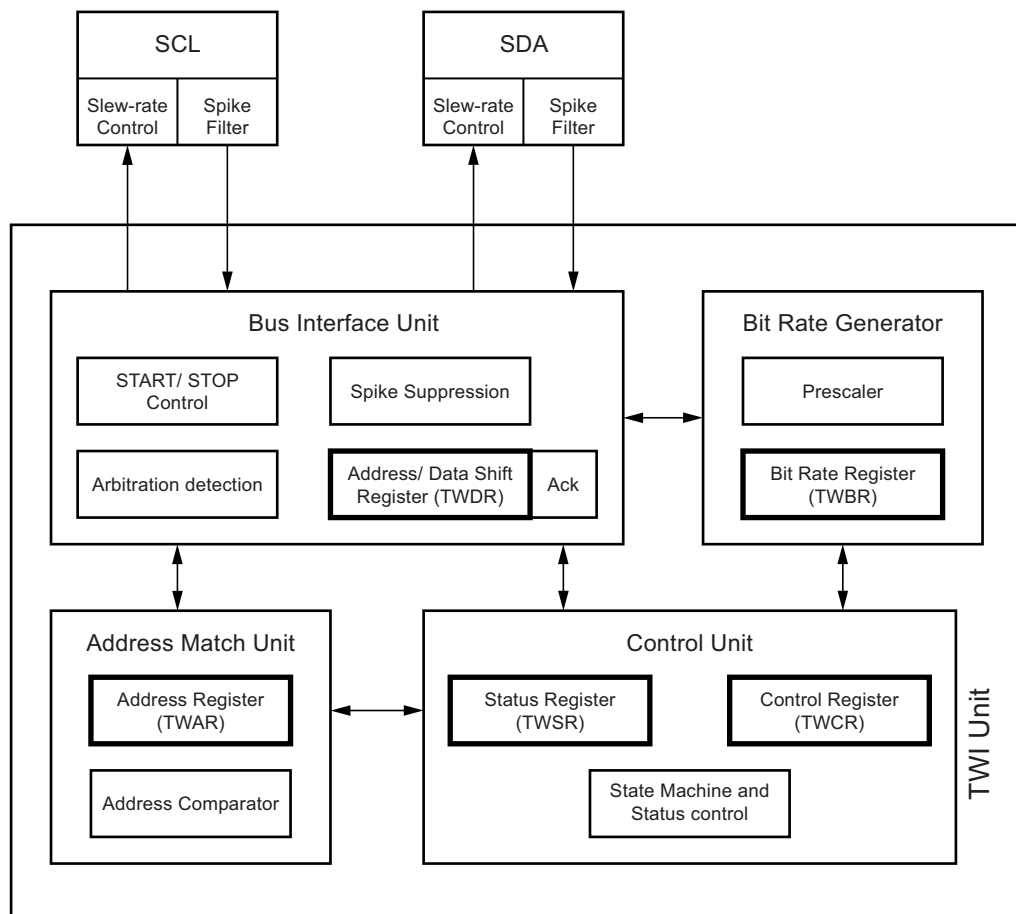 SCL
Slew-rate
Control
Spike
Filter
SDA
Slew-rate
Control
Spike
Filter
Bus Interface Unit
START/ STOP
Control
Spike Suppression
Arbitration detection
Address/ Data Shift
Register (TWDR)
Ack
Bit Rate Generator
Prescaler
Bit Rate Register
(TWBR)
Address Match Unit
Address Register
(TWAR)
Address Comparator
Control Unit
Status Register
(TWSR)
Control Register
(TWCR)
State Machine and
Status control
TWI Unit